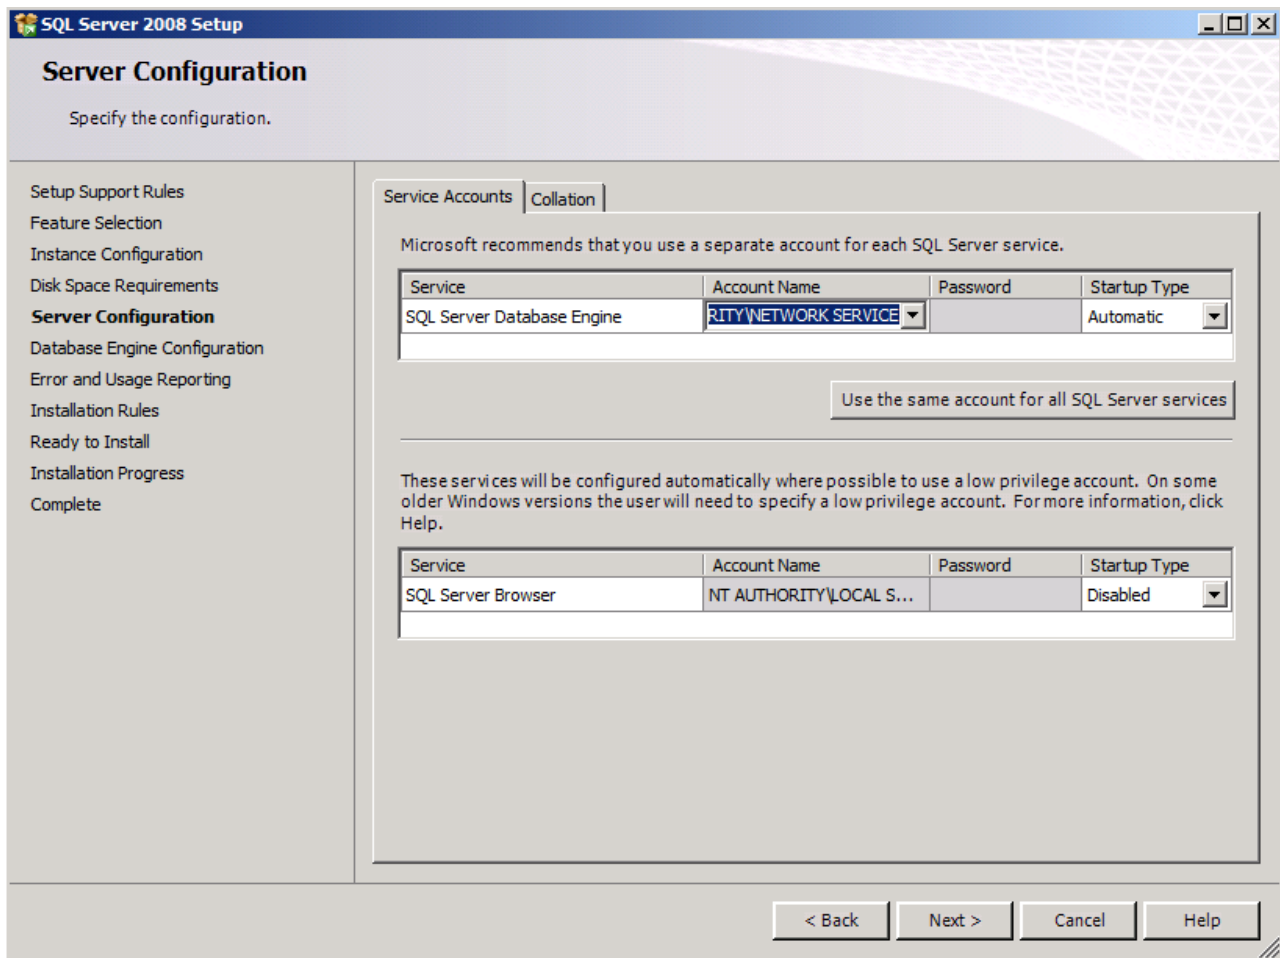 SQL Server 2008 Setup
Server Configuration
Specify the configuration.
Setup Support Rules
Feature Selection
Instance Configuration
Disk Space Requirements
Server Configuration
Database Engine Configuration
Error and Usage Reporting
Installation Rules
Ready to Install
Installation Progress
Complete
Service Accounts Collation
Microsoft recommends that you use a separate account for each SQL Server service.
Service Account Name Password Startup Type
SQL Server Database Engine RITY\NETWORK SERVICE Automatic
Use the same account for all SQL Server services
These services will be configured automatically where possible to use a low privilege account. On some
older Windows versions the user will need to specify a low privilege account. For more information, click
Help.
Service Account Name Password Startup Type
SQL Server Browser NT AUTHORITY\LOCAL S... Disabled
< Back Next > Cancel Help